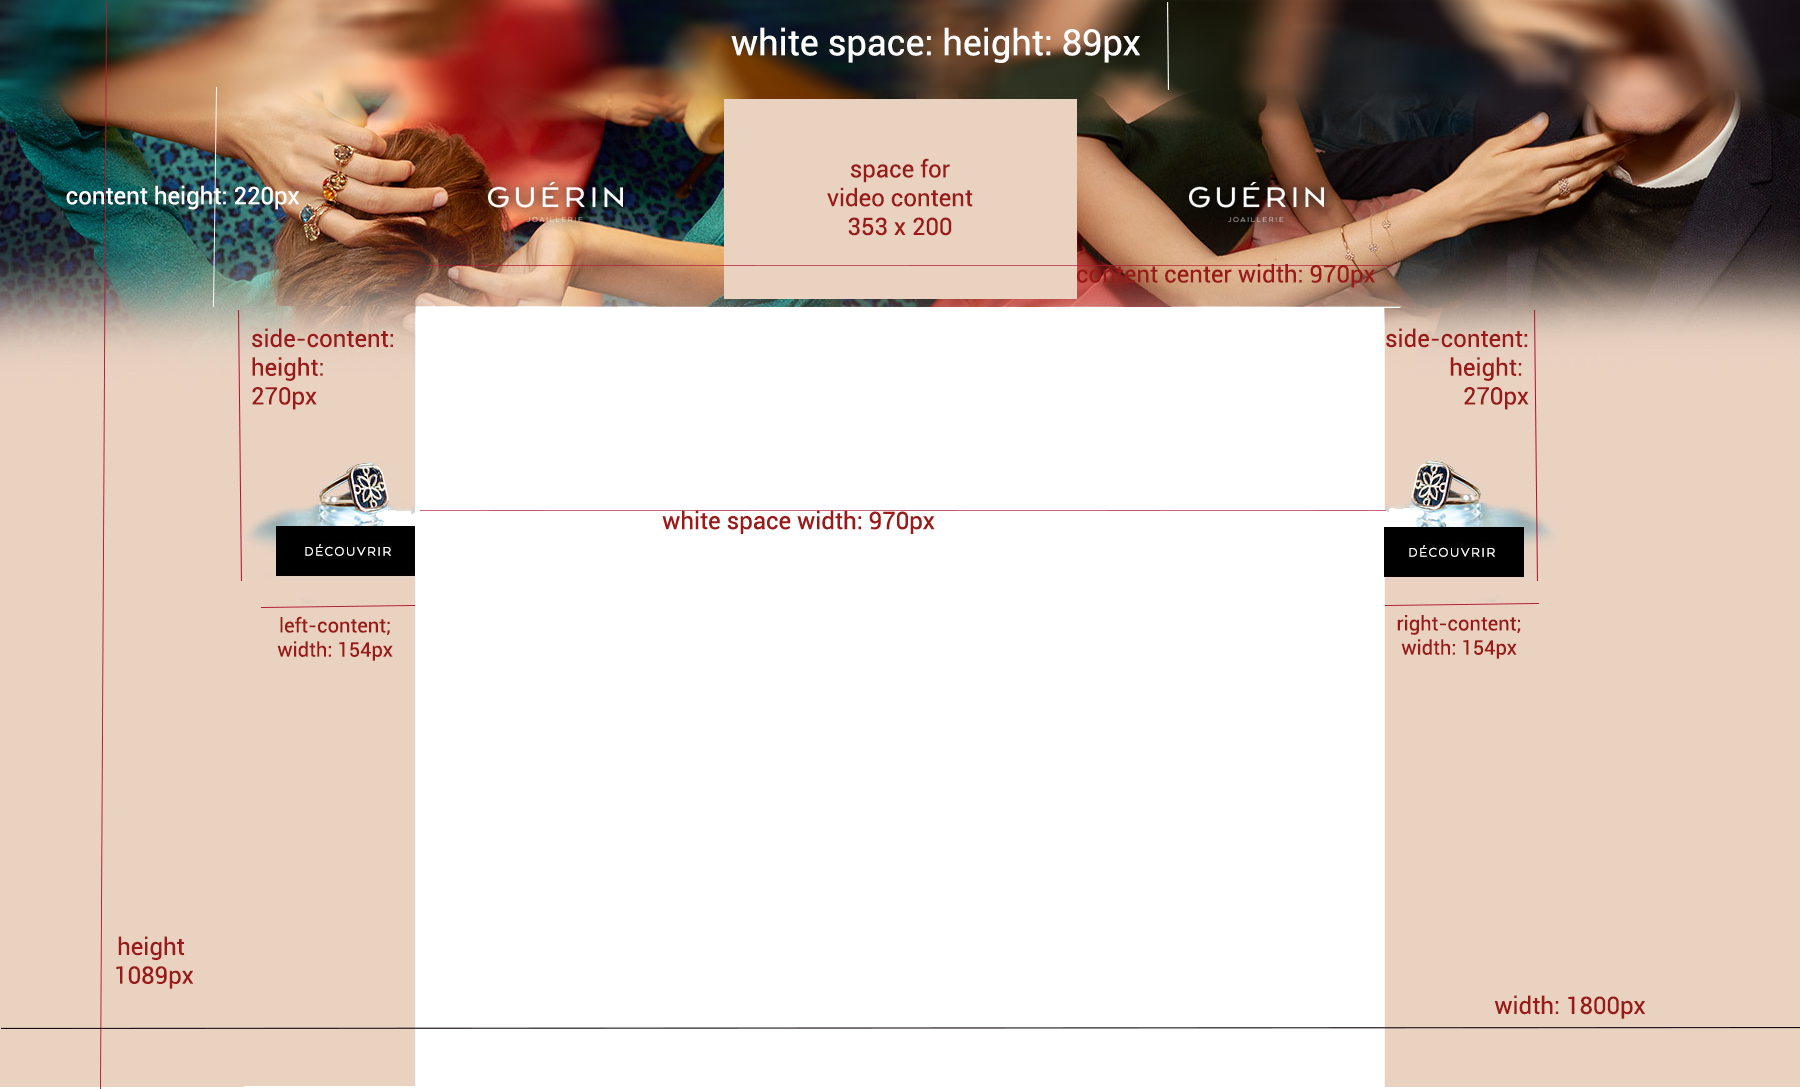 white space: height: 89px
content height: 220px
GUÉRIN
JOAILLERIE
space for
video content
353 x 200
GUÉRIN
JOAILLERIE
content center width: 970px
side-content:
height:
270px
side-content:
height:
270px
white space width: 970px
DÉCOUVRIR
DÉCOUVRIR
left-content;
width: 154px
right-content;
width: 154px
height
1089px
width: 1800px